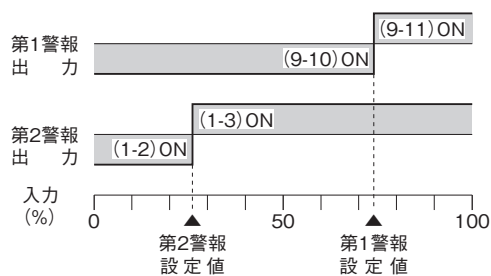 第1警報
出 力
(9-10)ON
(9-11)ON
第2警報
出 力
(1-2)ON
(1-3)ON
入力
(%)
0
50
100
第2警報
設 定 値
第1警報
設 定 値